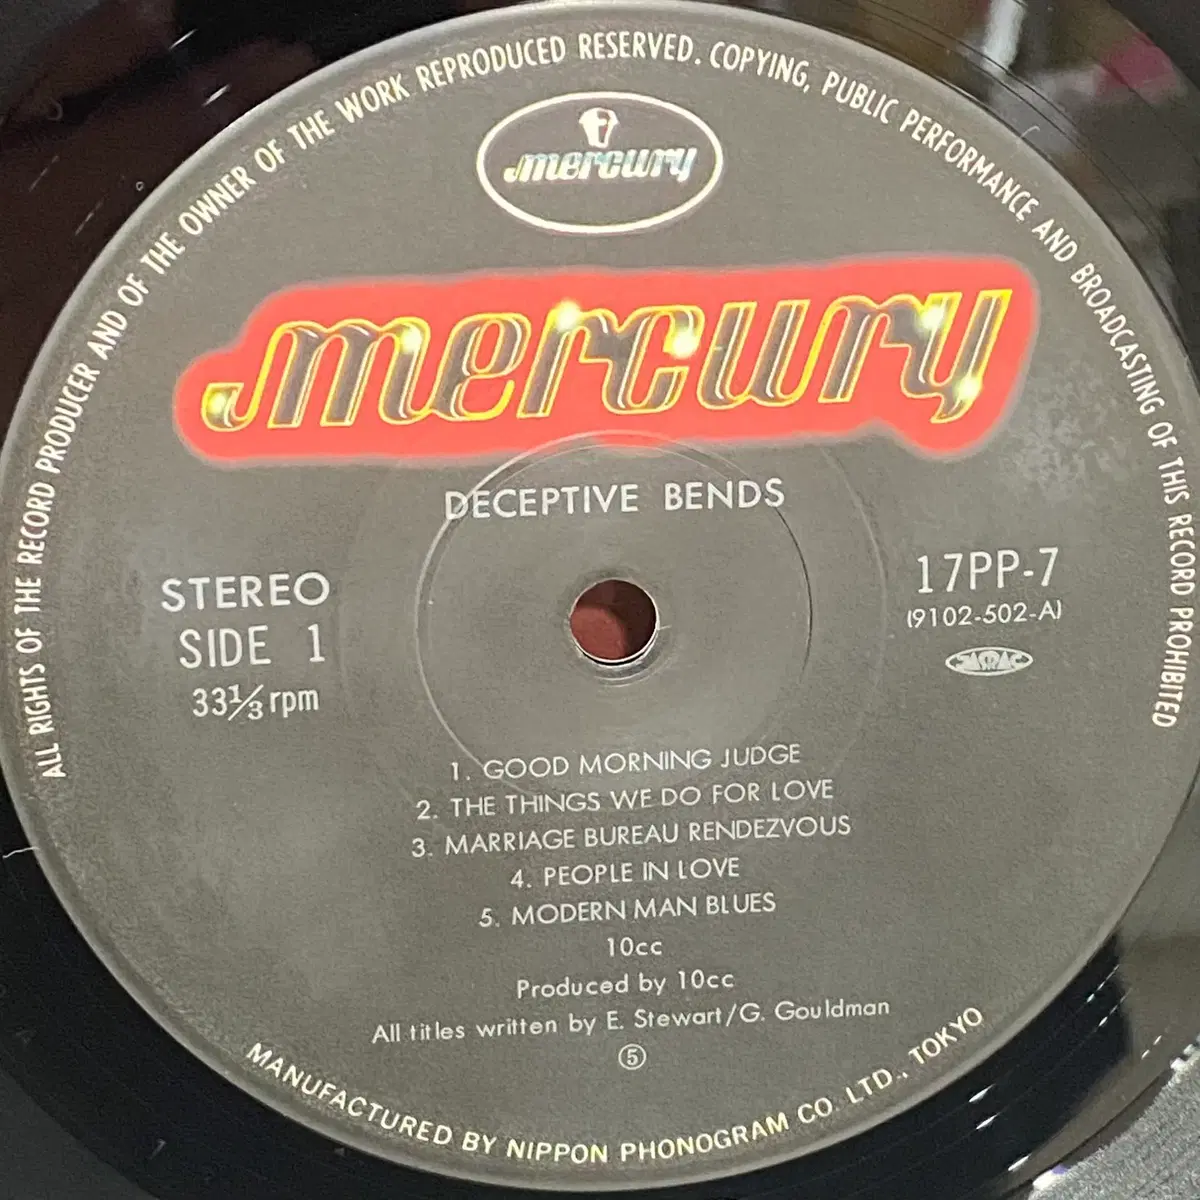 ALL RIGHTS OF THE RECORD PRODUCER AND OF THE OWNER OF THE WORK REPRODUCED RESERVED. COPYING, PUBLIC PERFORMANCE AND BROADCASTING OF THIS RECORD PROHIBITED
mercury
mercury
DECEPTIVE BENDS
STEREO
SIDE 1
33⅓ rpm
17PP-7
(9102-502-A)
JASRAC
1. GOOD MORNING JUDGE
2. THE THINGS WE DO FOR LOVE
3. MARRIAGE BUREAU RENDEZVOUS
4. PEOPLE IN LOVE
5. MODERN MAN BLUES
10cc
Produced by 10cc
All titles written by E. Stewart/G. Gouldman
⑤
MANUFACTURED BY NIPPON PHONOGRAM CO. LTD., TOKYO